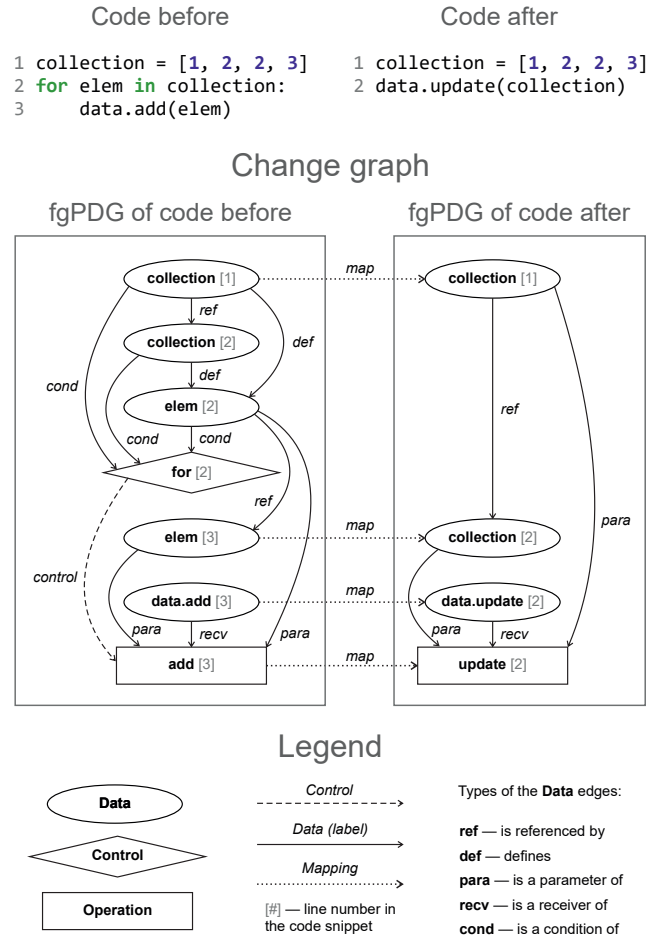 Code before
1 collection = [1, 2, 2, 3]
2 for elem in collection:
3     data.add(elem)
Code after
1 collection = [1, 2, 2, 3]
2 data.update(collection)
Change graph
fgPDG of code before
fgPDG of code after
collection [1]
map
collection [1]
ref
collection [2]
def
def
elem [2]
cond
cond
cond
for [2]
ref
ref
elem [3]
map
collection [2]
para
control
data.add [3]
map
data.update [2]
para
recv
para
para
recv
add [3]
map
update [2]
Legend
Data
Control
Operation
Control
Data (label)
Mapping
[#] — line number in
the code snippet
Types of the Data edges:
ref — is referenced by
def — defines
para — is a parameter of
recv — is a receiver of
cond — is a condition of